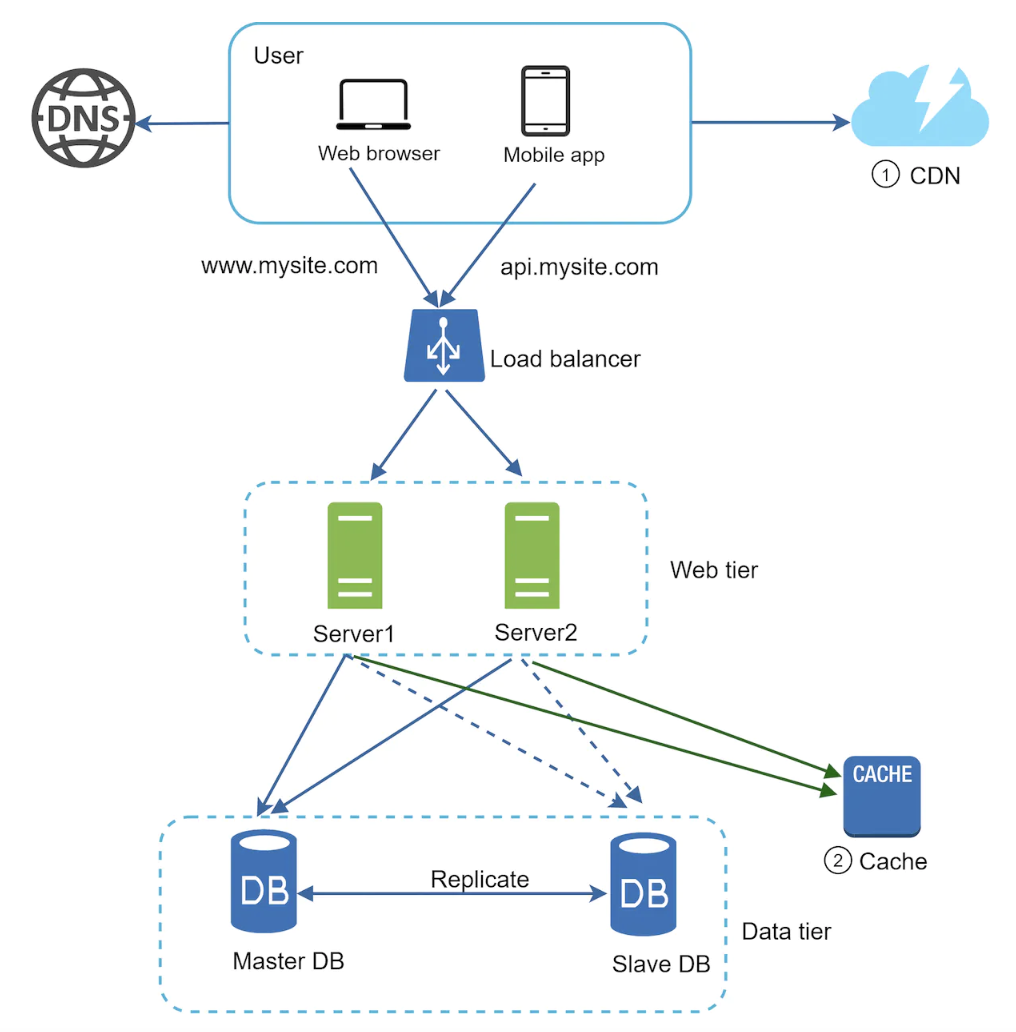 User
DNS
Web browser
Mobile app
1 CDN
www.mysite.com
api.mysite.com
Load balancer
Web tier
Server1
Server2
CACHE
2 Cache
Replicate
DB
DB
Data tier
Master DB
Slave DB